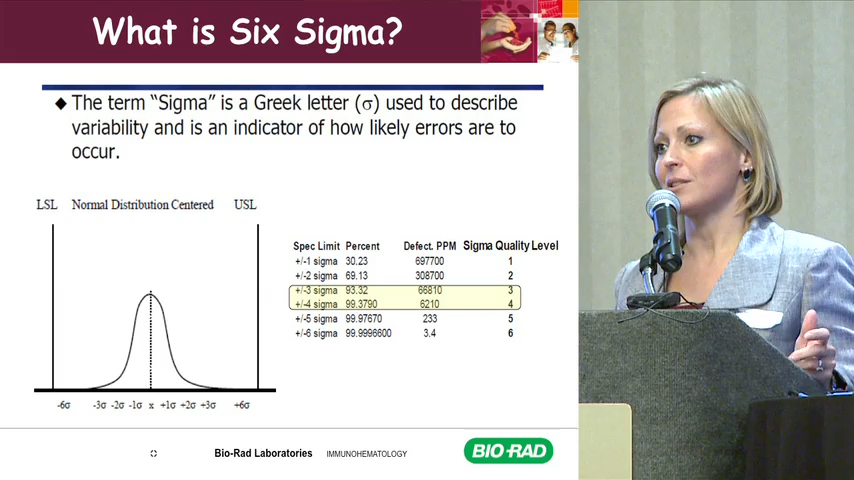 What is Six Sigma?
◆ The term "Sigma" is a Greek letter (σ) used to describe
variability and is an indicator of how likely errors are to
occur.
LSL Normal Distribution Centered USL
-6σ -3σ -2σ -1σ x +1σ +2σ +3σ +6σ
Spec Limit Percent Defect. PPM Sigma Quality Level
+/-1 sigma 30.23 697700 1
+/-2 sigma 69.13 308700 2
+/-3 sigma 93.32 66810 3
+/-4 sigma 99.3790 6210 4
+/-5 sigma 99.97670 233 5
+/-6 sigma 99.9996600 3.4 6
Bio-Rad Laboratories IMMUNOHEMATOLOGY
BIO-RAD